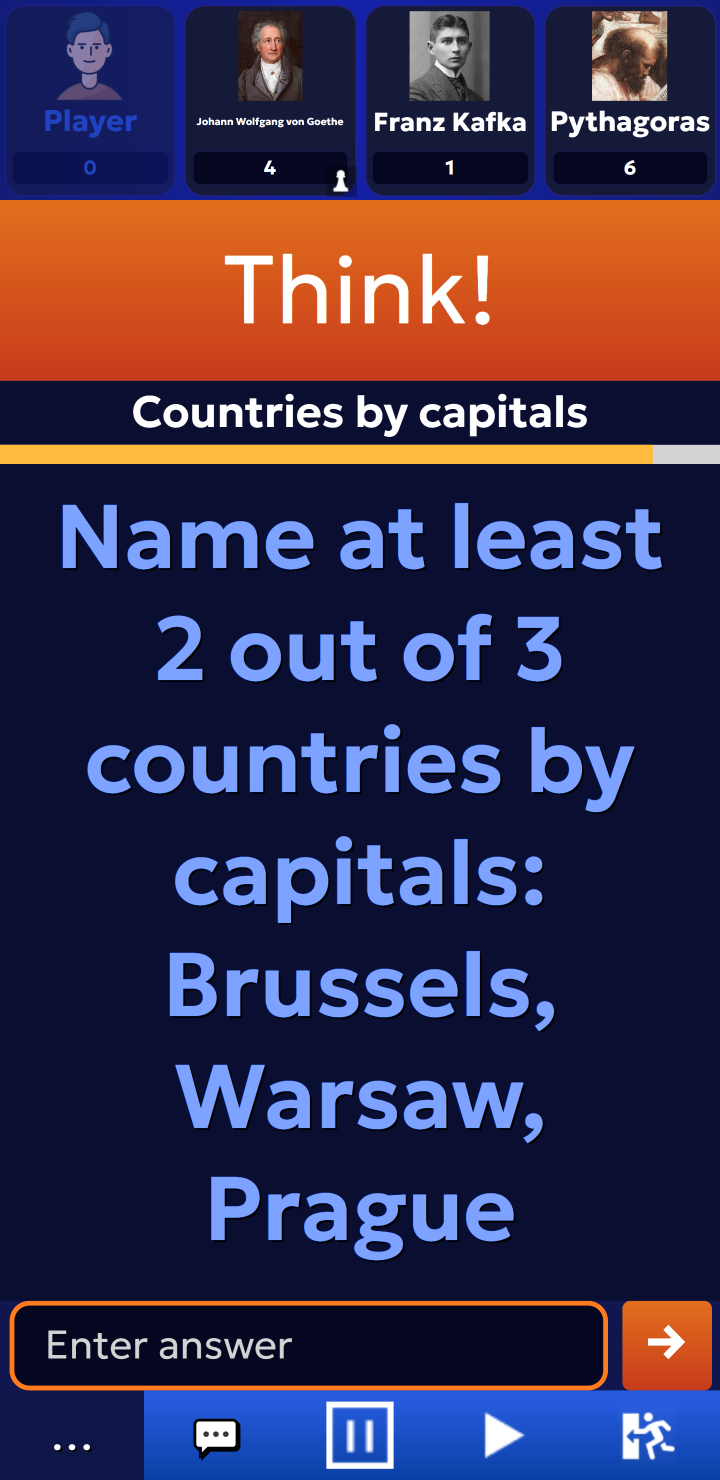 Player
Johann Wolfgang von Goethe
Franz Kafka
Pythagoras
0
4
1
6
Think!
Countries by capitals
Name at least
2 out of 3
countries by
capitals:
Brussels,
Warsaw,
Prague
Enter answer
...